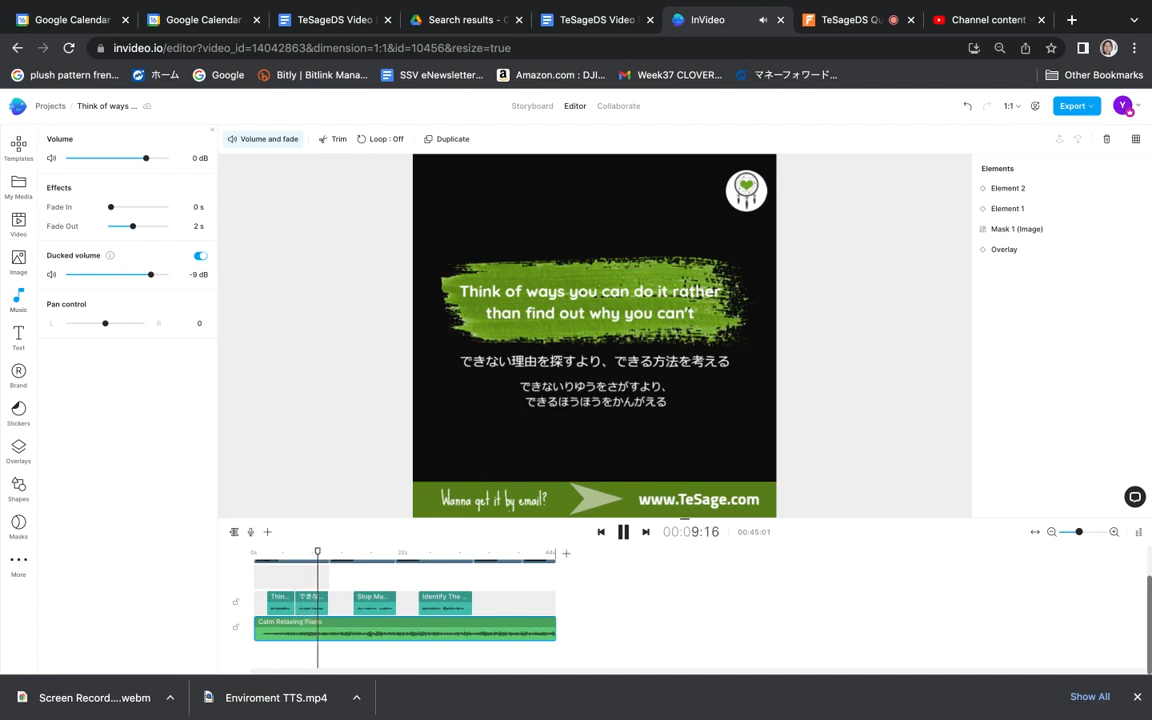 Google Calendar
Google Calendar
TeSageDS Video
Search results - G
TeSageDS Video
InVideo
TeSageDS Qu
Channel content
invideo.io/editor?video_id=14042863&dimension=1:1&id=10456&resize=true
plush pattern fren...
ホーム
Google
Bitly | Bitlink Mana...
SSV eNewsletter...
Amazon.com : DJI...
Week37 CLOVER...
マネーフォワード...
Other Bookmarks
Projects / Think of ways ...
Storyboard
Editor
Collaborate
1:1
Export
Y
Volume and fade
Trim
Loop : Off
Duplicate
Templates
My Media
Video
Image
Music
Text
Brand
Stickers
Overlays
Shapes
Masks
More
Volume
0 dB
Effects
Fade In
0 s
Fade Out
2 s
Ducked volume
-9 dB
Pan control
L
R
0
Think of ways you can do it rather
than find out why you can't
できない理由を探すより、できる方法を考える
できないりゆうをさがすより、
できるほうほうをかんがえる
Wanna get it by email?
www.TeSage.com
Elements
Element 2
Element 1
Mask 1 (Image)
Overlay
00:09:16
00:45:01
0s
22s
44s
Thin...
できな...
Stop Ma...
Identify The ...
Calm Relaxing Piano
Screen Record....webm
Enviroment TTS.mp4
Show All